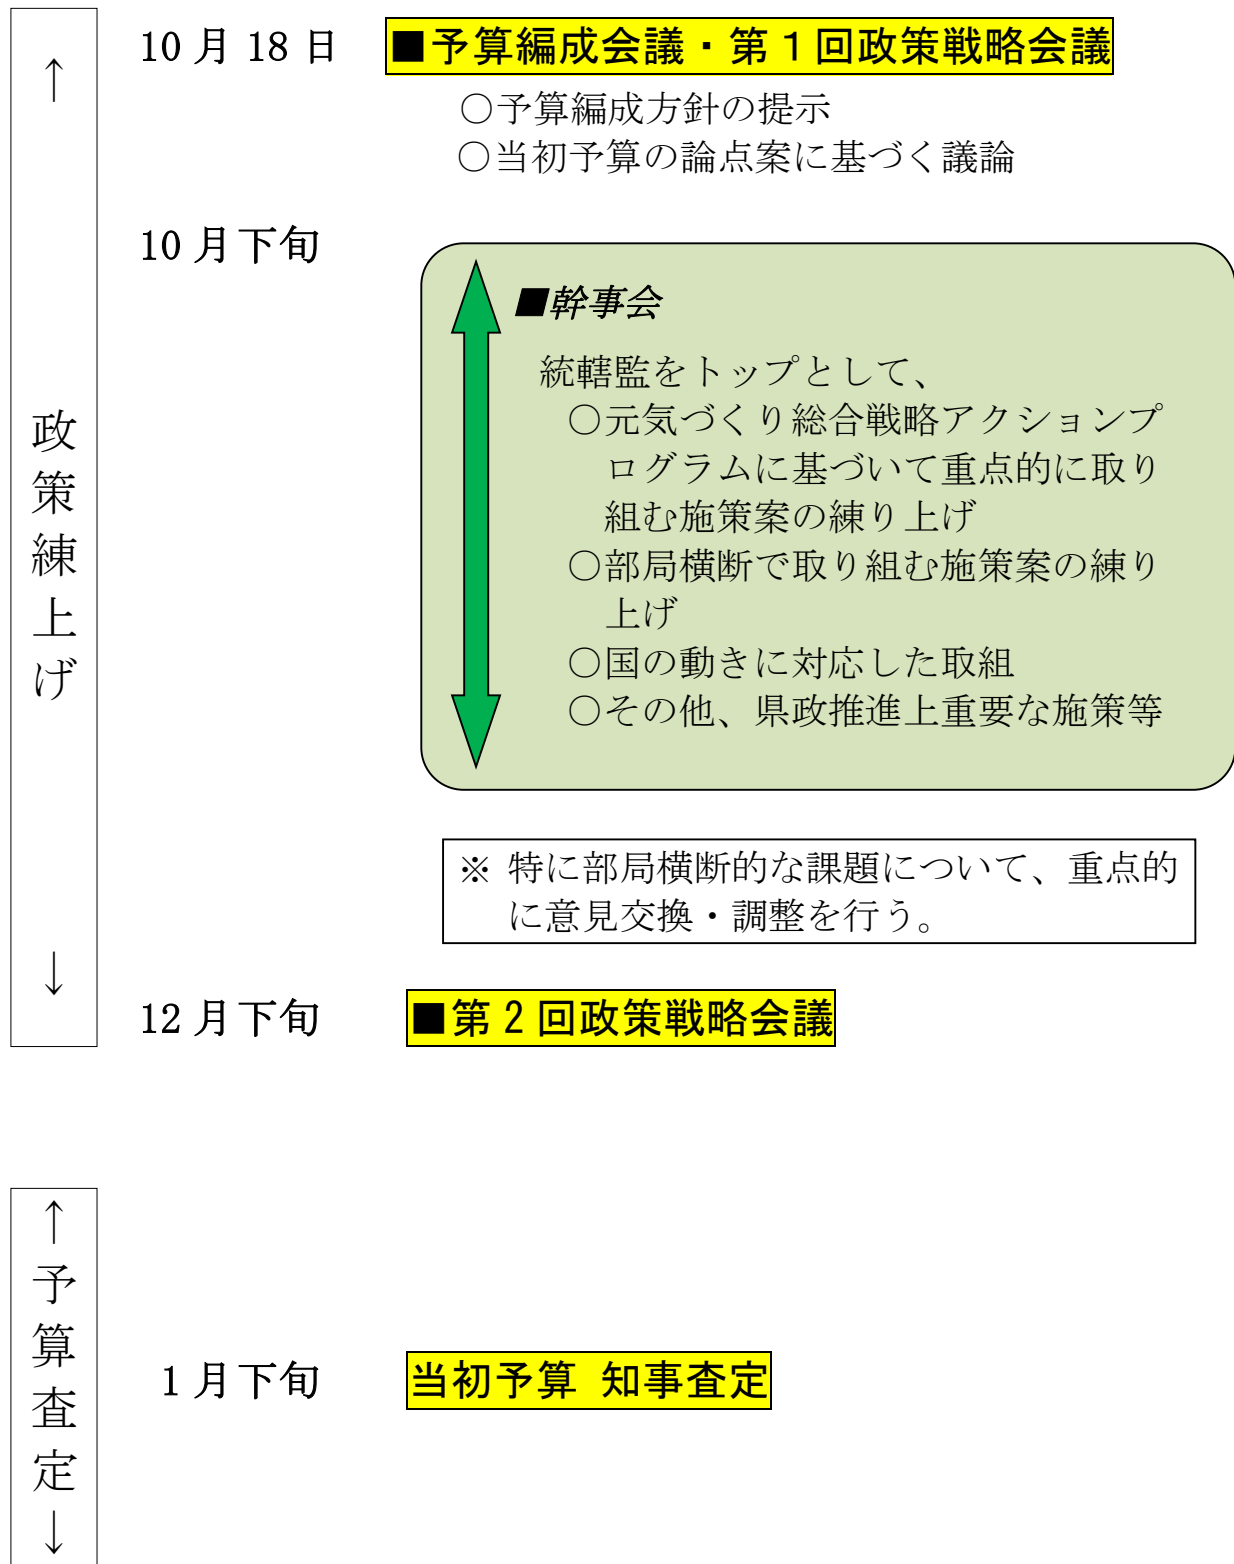 ↑
政
策
練
上
げ
↓
10月18日 ■予算編成会議・第1回政策戦略会議
○予算編成方針の提示
○当初予算の論点案に基づく議論
10月下旬
■幹事会
統轄監をトップとして、
○元気づくり総合戦略アクションプ
ログラムに基づいて重点的に取り
組む施策案の練り上げ
○部局横断で取り組む施策案の練り
上げ
○国の動きに対応した取組
○その他、県政推進上重要な施策等
※ 特に部局横断的な課題について、重点的
に意見交換・調整を行う。
12月下旬 ■第2回政策戦略会議
↑
予
算
査
定
↓
1月下旬 当初予算 知事査定